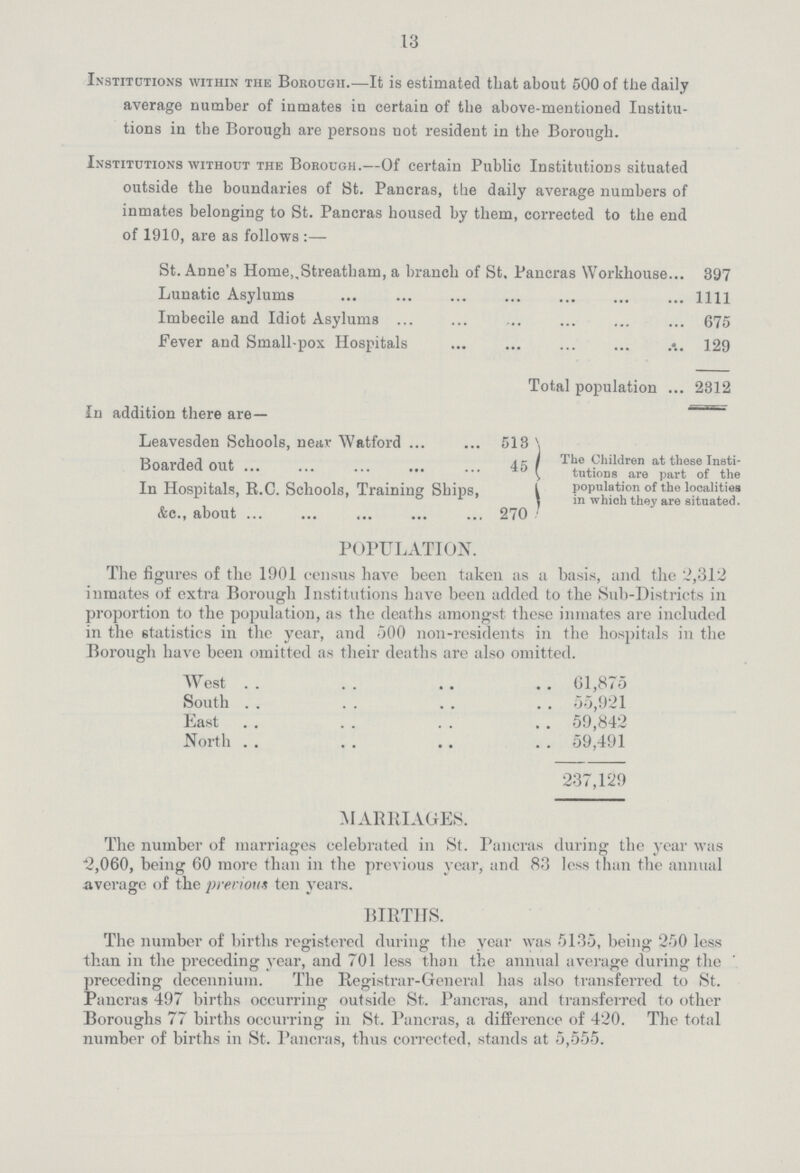 13
Institutions within the Borough.—It is estimated that about 500 of the daily
average number of inmates in certain of the above-mentioned Institu-
tions in the Borough are persons not resident in the Borough.
Institutions without the Borough.—Of certain Public Institutions situated
outside the boundaries of St. Pancras, the daily average numbers of
inmates belonging to St. Pancras housed by them, corrected to the end
of 1910, are as follows :—
St. Anne's Home, Streatham, a branch of St. Pancras Workhouse... 397
Lunatic Asylums ... ... ... ... ... ... ... 1111
Imbecile and Idiot Asylums ... ... ... ... ... ... 675
Fever and Small-pox Hospitals ... ... ... ... ... 129
Total population ... 2312
In addition there are—
Leavesden Schools, near Watford ... ... 513
Boarded out ... ... ... ... ... 45
In Hospitals, R.C. Schools, Training Ships,
&c., about ... ... ... ... ... 270
The Children at these Insti-
tutions are part of the
population of the localities
in which they are situated.
POPULATION.
The figures of the 1901 census have been taken as a basis, and the 2,312
inmates of extra Borough Institutions have been added to the Sub-Districts in
proportion to the population, as the deaths amongst these inmates are included
in the statistics in the year, and 500 non-residents in the hospitals in the
Borough have been omitted as their deaths are also omitted.
West .. .. .. .. 61,875
South .. .. .. .. 55,921
East .. .. .. .. 59,842
North .. .. .. .. 59,491
237,129
MARRIAGES.
The number of marriages celebrated in St. Pancras during the year was
2,060, being 60 more than in the previous year, and 83 less than the annual
average of the previous ten years.
BIRTHS.
The number of births registered during the year was 5135, being 250 less
than in the preceding year, and 701 less than the annual average during the
preceding decennium. The Registrar-General has also transferred to St.
Pancras 497 births occurring outside St. Pancras, and transferred to other
Boroughs 77 births occurring in St. Pancras, a difference of 420. The total
number of births in St. Pancras, thus corrected, stands at 5,555.